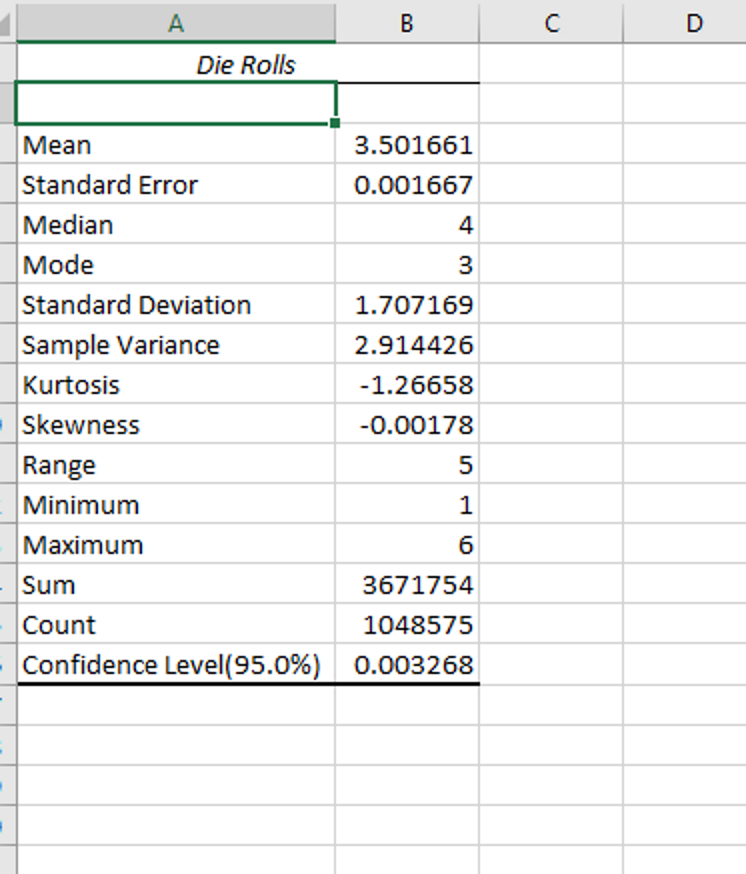 A B C D
Die Rolls
Mean 3.501661
Standard Error 0.001667
Median 4
Mode 3
Standard Deviation 1.707169
Sample Variance 2.914426
Kurtosis -1.26658
Skewness -0.00178
Range 5
Minimum 1
Maximum 6
Sum 3671754
Count 1048575
Confidence Level(95.0%) 0.003268